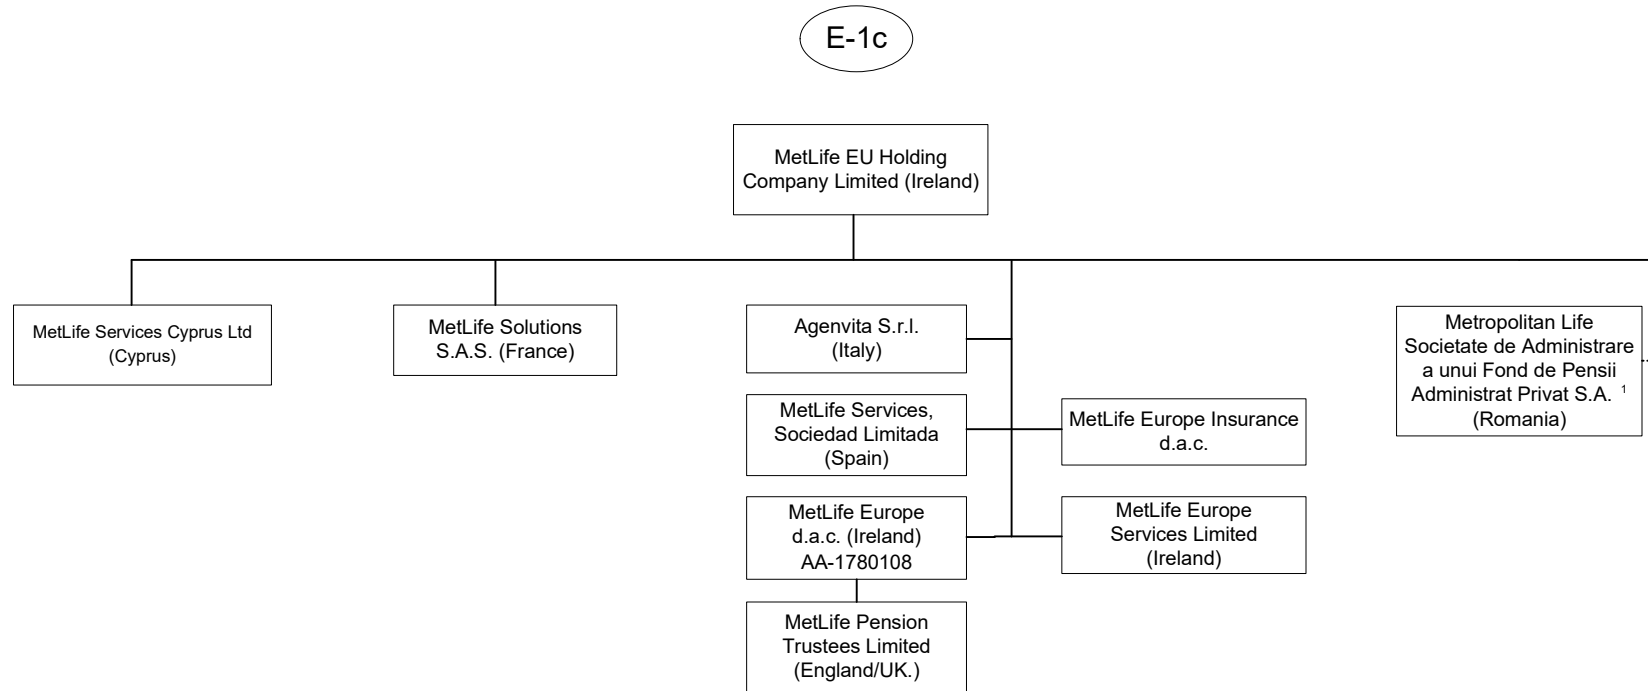 E-1c
MetLife EU Holding
Company Limited (Ireland)
MetLife Services Cyprus Ltd
(Cyprus)
MetLife Solutions
S.A.S. (France)
Agenvita S.r.l.
(Italy)
Metropolitan Life
Societate de Administrare
a unui Fond de Pensii
Administrat Privat S.A. 1
(Romania)
MetLife Services,
Sociedad Limitada
(Spain)
MetLife Europe Insurance
d.a.c.
MetLife Europe
d.a.c. (Ireland)
AA-1780108
MetLife Europe
Services Limited
(Ireland)
MetLife Pension
Trustees Limited
(England/UK.)